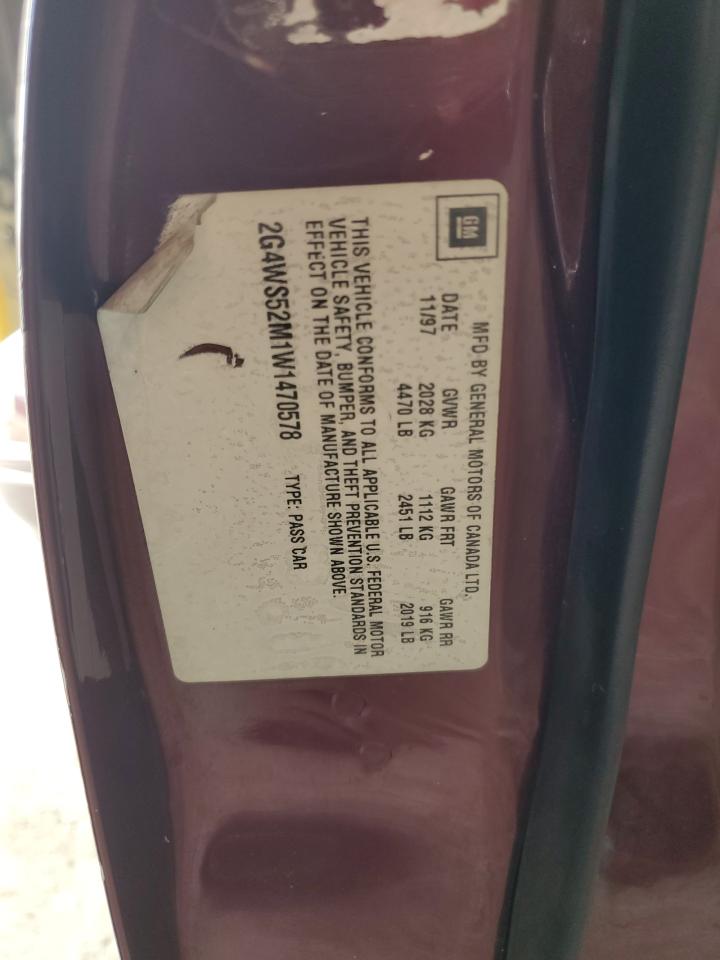 GM
MFD BY GENERAL MOTORS OF CANADA LTD.
DATE GVWR GAWR FRT GAWR RR
11/97 2028 KG 1112 KG 916 KG
4470 LB 2451 LB 2019 LB
THIS VEHICLE CONFORMS TO ALL APPLICABLE U.S. FEDERAL MOTOR
VEHICLE SAFETY, BUMPER, AND THEFT PREVENTION STANDARDS IN
EFFECT ON THE DATE OF MANUFACTURE SHOWN ABOVE.
2G4WS52M1W1470578 TYPE: PASS CAR